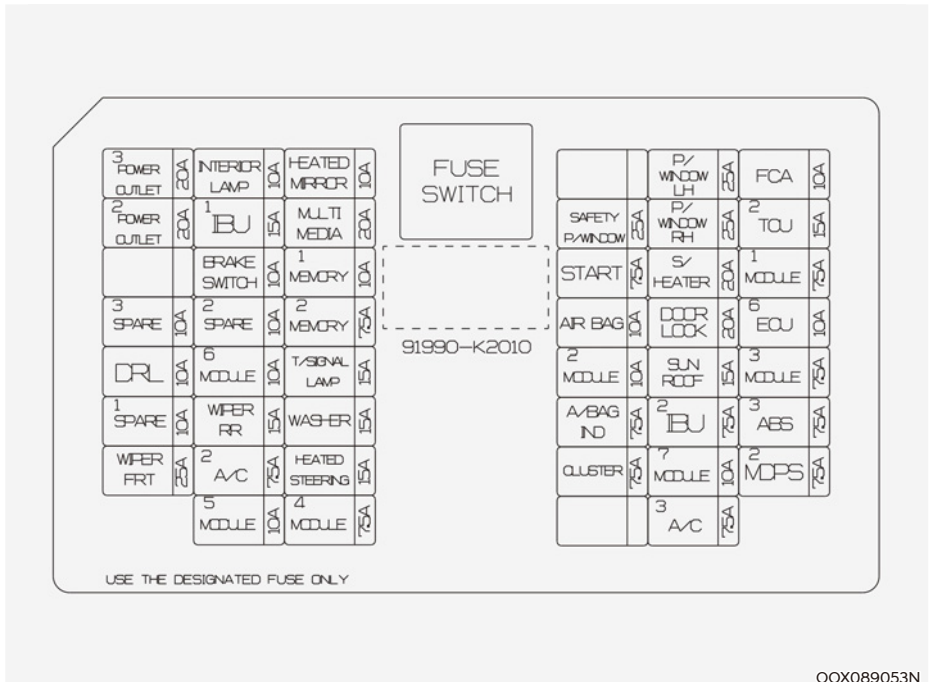 3 POWER OUTLET 20A
INTERIOR LAMP 10A
HEATED MIRROR 10A
2 POWER OUTLET 20A
1 IBU 15A
MULTI MEDIA 20A
BRAKE SWITCH 10A
1 MEMORY 10A
3 SPARE 10A
2 SPARE 10A
2 MEMORY 7.5A
DRL 10A
6 MODULE 10A
T/SIGNAL LAMP 15A
1 SPARE 10A
WIPER RR 15A
WASHER 15A
WIPER FRT 25A
2 A/C 7.5A
HEATED STEERING 15A
5 MODULE 10A
4 MODULE 7.5A
FUSE
SWITCH
91990-K2010
P/WINDOW LH 25A
FCA 10A
SAFETY P/WINDOW 25A
P/WINDOW RH 25A
2 TCU 15A
START 7.5A
S/HEATER 20A
1 MODULE 7.5A
AIR BAG 10A
DOOR LOCK 20A
6 ECU 10A
2 MODULE 10A
SUN ROOF 15A
3 MODULE 7.5A
A/BAG IND 7.5A
2 IBU 7.5A
3 ABS 7.5A
CLUSTER 7.5A
7 MODULE 10A
2 MDPS 7.5A
3 A/C 7.5A
USE THE DESIGNATED FUSE ONLY
OOX089053N